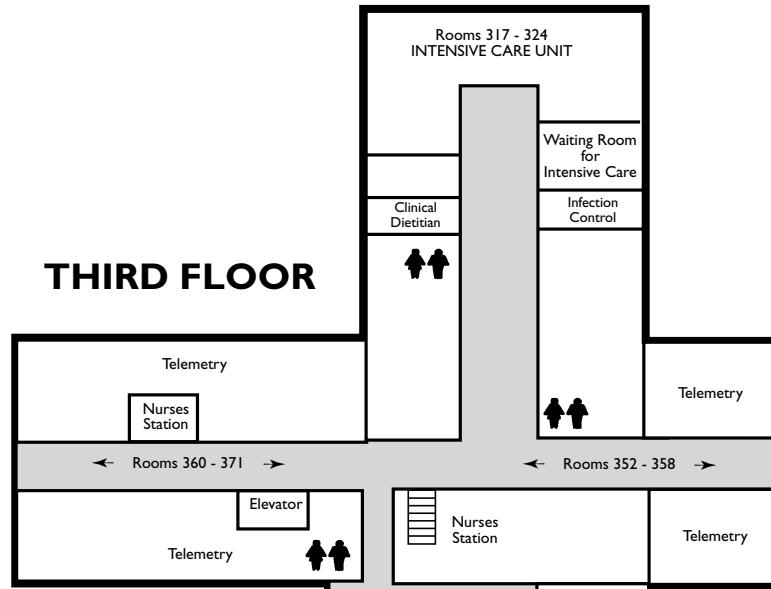 Rooms 317 - 324
INTENSIVE CARE UNIT
Waiting Room
for
Intensive Care
Clinical
Dietitian
Infection
Control
THIRD FLOOR
Telemetry
Nurses
Station
Telemetry
Rooms 360 - 371
Rooms 352 - 358
Elevator
Telemetry
Nurses
Station
Telemetry